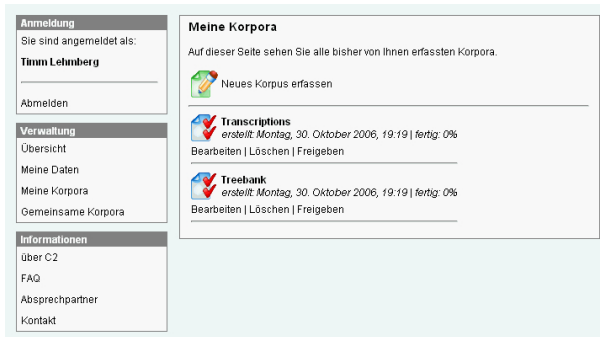 Anmeldung
Sie sind angemeldet als:
Timm Lehmberg
Abmelden
Verwaltung
Übersicht
Meine Daten
Meine Korpora
Gemeinsame Korpora
Informationen
über C2
FAQ
Absprechpartner
Kontakt
Meine Korpora
Auf dieser Seite sehen Sie alle bisher von Ihnen erfassten Korpora.
Neues Korpus erfassen
Transcriptions
erstellt: Montag, 30. Oktober 2006, 19:19 | fertig: 0%
Bearbeiten | Löschen | Freigeben
Treebank
erstellt: Montag, 30. Oktober 2006, 19:19 | fertig: 0%
Bearbeiten | Löschen | Freigeben